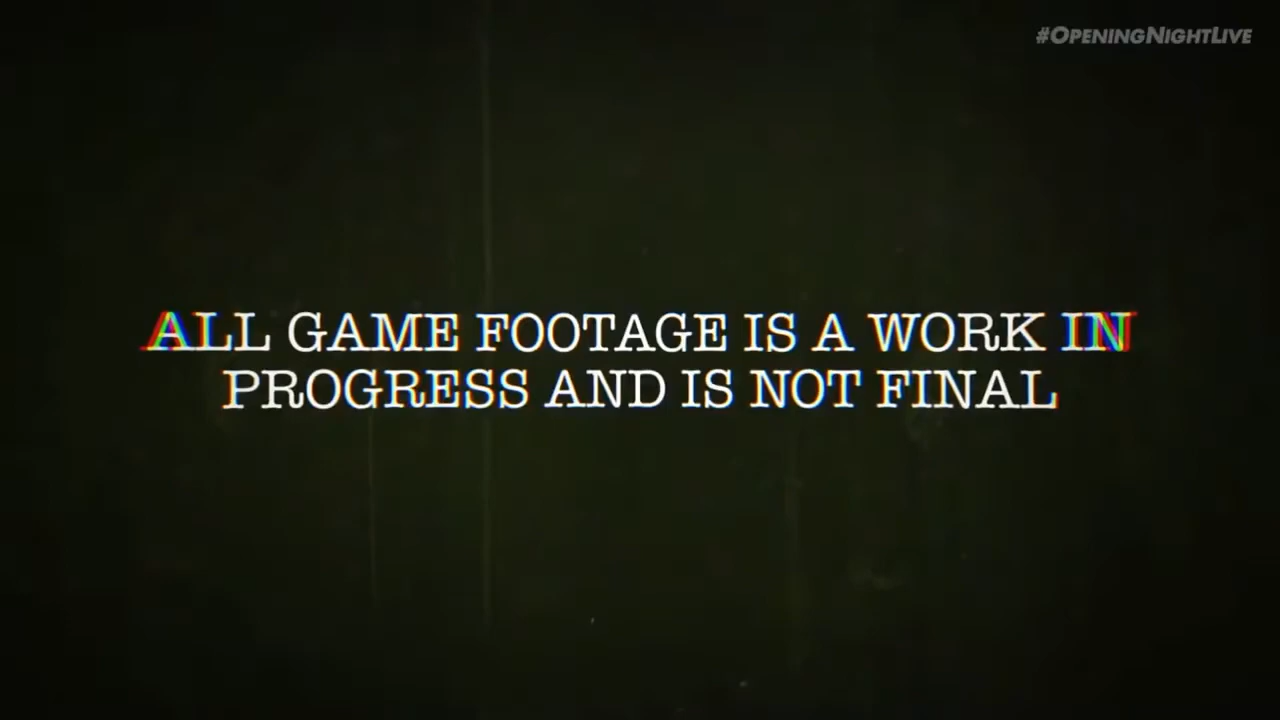 #OPENINGNIGHTLIVE
ALL GAME FOOTAGE IS A WORK IN
PROGRESS AND IS NOT FINAL